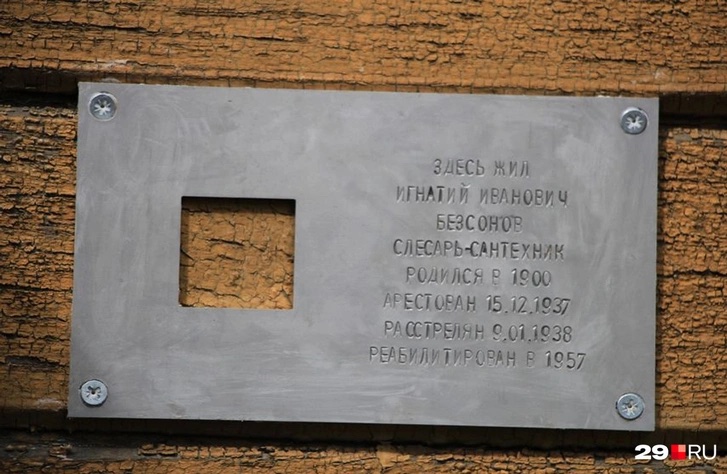 ЗДЕСЬ ЖИЛ
ИГНАТИЙ ИВАНОВИЧ
БЕЗСОНОВ
СЛЕСАРЬ-САНТЕХНИК
РОДИЛСЯ В 1900
АРЕСТОВАН 15.12.1937
РАССТРЕЛЯН 9.01.1938
РЕАБИЛИТИРОВАН В 1957
29.RU